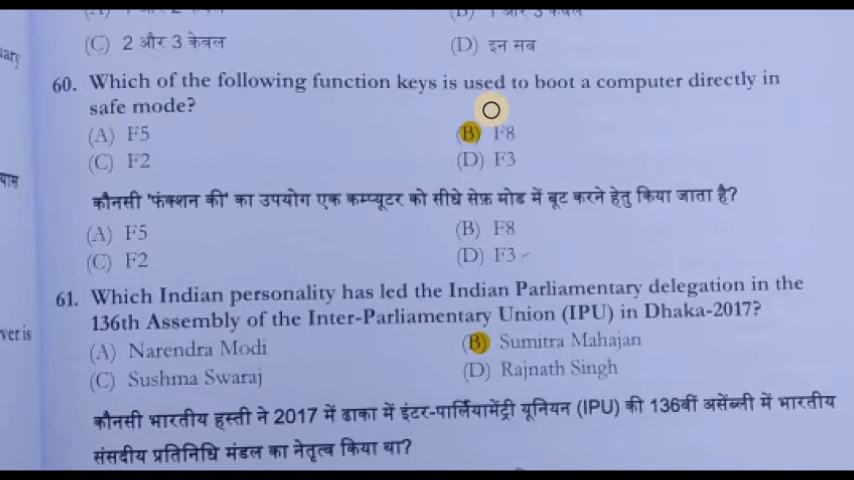 (C) 2 और 3 केवल (D) इन सब
60. Which of the following function keys is used to boot a computer directly in
safe mode?
(A) F5 (B) F8
(C) F2 (D) F3
कौनसी 'फंक्शन की' का उपयोग एक कम्प्यूटर को सीधे सेफ़ मोड में बूट करने हेतु किया जाता है?
(A) F5 (B) F8
(C) F2 (D) F3
61. Which Indian personality has led the Indian Parliamentary delegation in the
136th Assembly of the Inter-Parliamentary Union (IPU) in Dhaka-2017?
(A) Narendra Modi (B) Sumitra Mahajan
(C) Sushma Swaraj (D) Rajnath Singh
कौनसी भारतीय हस्ती ने 2017 में ढाका में इंटर-पार्लियामेंट्री यूनियन (IPU) की 136वीं असेंब्ली में भारतीय
संसदीय प्रतिनिधि मंडल का नेतृत्व किया था?